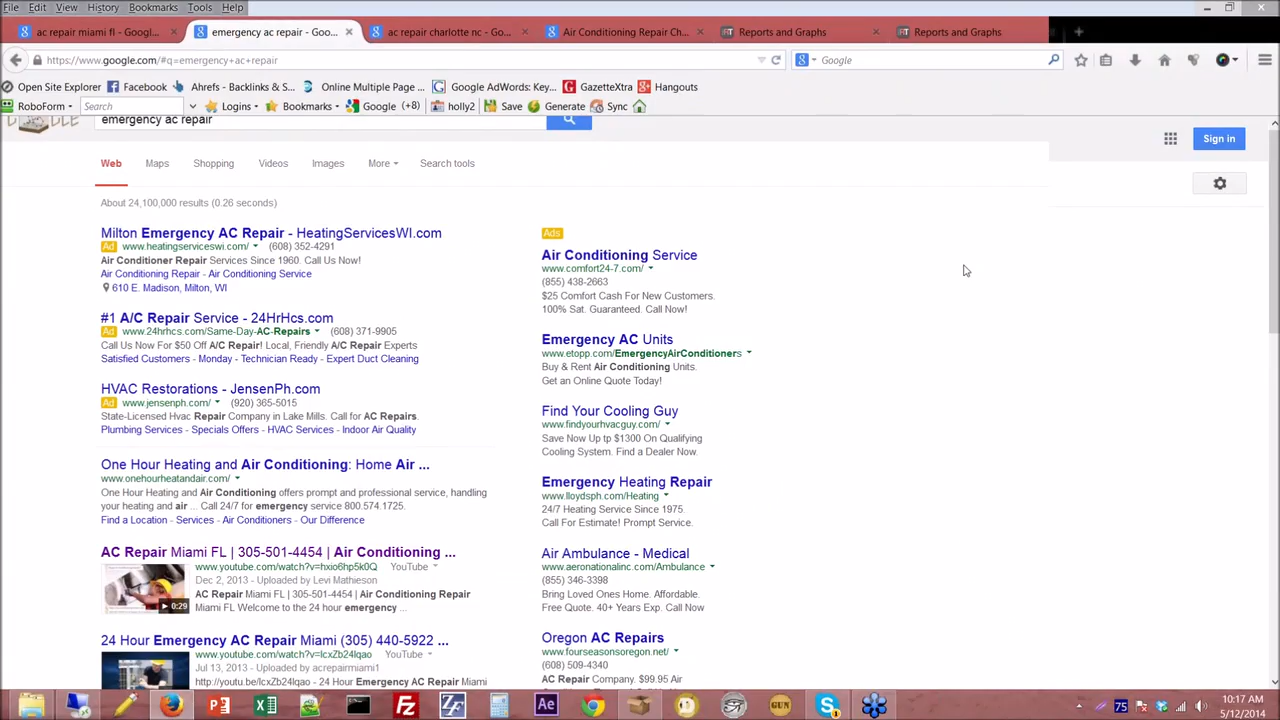 File Edit View History Bookmarks Tools Help
ac repair miami fl - Googl...
emergency ac repair - Goo...
ac repair charlotte nc - Goo...
Air Conditioning Repair Ch...
Reports and Graphs
Reports and Graphs
https://www.google.com/#q=emergency+ac+repair
Google
Open Site Explorer
Facebook
Ahrefs - Backlinks & S...
Online Multiple Page...
Google AdWords: Key...
GazetteXtra
Hangouts
RoboForm
Search
Logins
Bookmarks
Google (+8)
holly2
Save
Generate
Sync
emergency ac repair
Sign in
Web Maps Shopping Videos Images More Search tools
About 24,100,000 results (0.26 seconds)
Milton Emergency AC Repair - HeatingServicesWI.com
Ad www.heatingserviceswi.com/ (608) 352-4291
Air Conditioner Repair Services Since 1960. Call Us Now!
Air Conditioning Repair - Air Conditioning Service
610 E. Madison, Milton, WI
#1 A/C Repair Service - 24HrHcs.com
Ad www.24hrhcs.com/Same-Day-AC-Repairs (608) 371-9905
Call Us Now For $50 Off A/C Repair! Local, Friendly A/C Repair Experts
Satisfied Customers - Monday - Technician Ready - Expert Duct Cleaning
HVAC Restorations - JensenPh.com
Ad www.jensenph.com/ (920) 365-5015
State-Licensed Hvac Repair Company in Lake Mills. Call for AC Repairs.
Plumbing Services - Specials Offers - HVAC Services - Indoor Air Quality
One Hour Heating and Air Conditioning: Home Air ...
www.onehourheatandair.com/
One Hour Heating and Air Conditioning offers prompt and professional service, handling
your heating and air ... Call 24/7 for emergency service 800.574.1725.
Find a Location - Services - Air Conditioners - Our Difference
AC Repair Miami FL | 305-501-4454 | Air Conditioning ...
www.youtube.com/watch?v=hxio6hp5k0Q YouTube
Dec 2, 2013 - Uploaded by Levi Mathieson
AC Repair Miami FL | 305-501-4454 | Air Conditioning Repair
Miami FL Welcome to the 24 hour emergency ...
0:29
24 Hour Emergency AC Repair Miami (305) 440-5922 ...
www.youtube.com/watch?v=lcxZb24lqao YouTube
Jul 13, 2013 - Uploaded by acrepairmiami1
http://youtu.be/lcxZb24lqao - 24 Hour Emergency AC Repair Miami
Ads
Air Conditioning Service
www.comfort24-7.com/
(855) 438-2663
$25 Comfort Cash For New Customers.
100% Sat. Guaranteed. Call Now!
Emergency AC Units
www.etopp.com/EmergencyAirConditioners
Buy & Rent Air Conditioning Units.
Get an Online Quote Today!
Find Your Cooling Guy
www.findyourhvacguy.com/
Save Now Up tp $1300 On Qualifying
Cooling System. Find a Dealer Now.
Emergency Heating Repair
www.lloydsph.com/Heating
24/7 Heating Service Since 1975.
Call For Estimate! Prompt Service.
Air Ambulance - Medical
www.aeronationalinc.com/Ambulance
(855) 346-3398
Bring Loved Ones Home. Affordable.
Free Quote. 40+ Years Exp. Call Now
Oregon AC Repairs
www.fourseasonsoregon.net/
(608) 509-4340
AC Repair Company. $99.95 Air
Ae
GUN
75
10:17 AM
5/12/2014